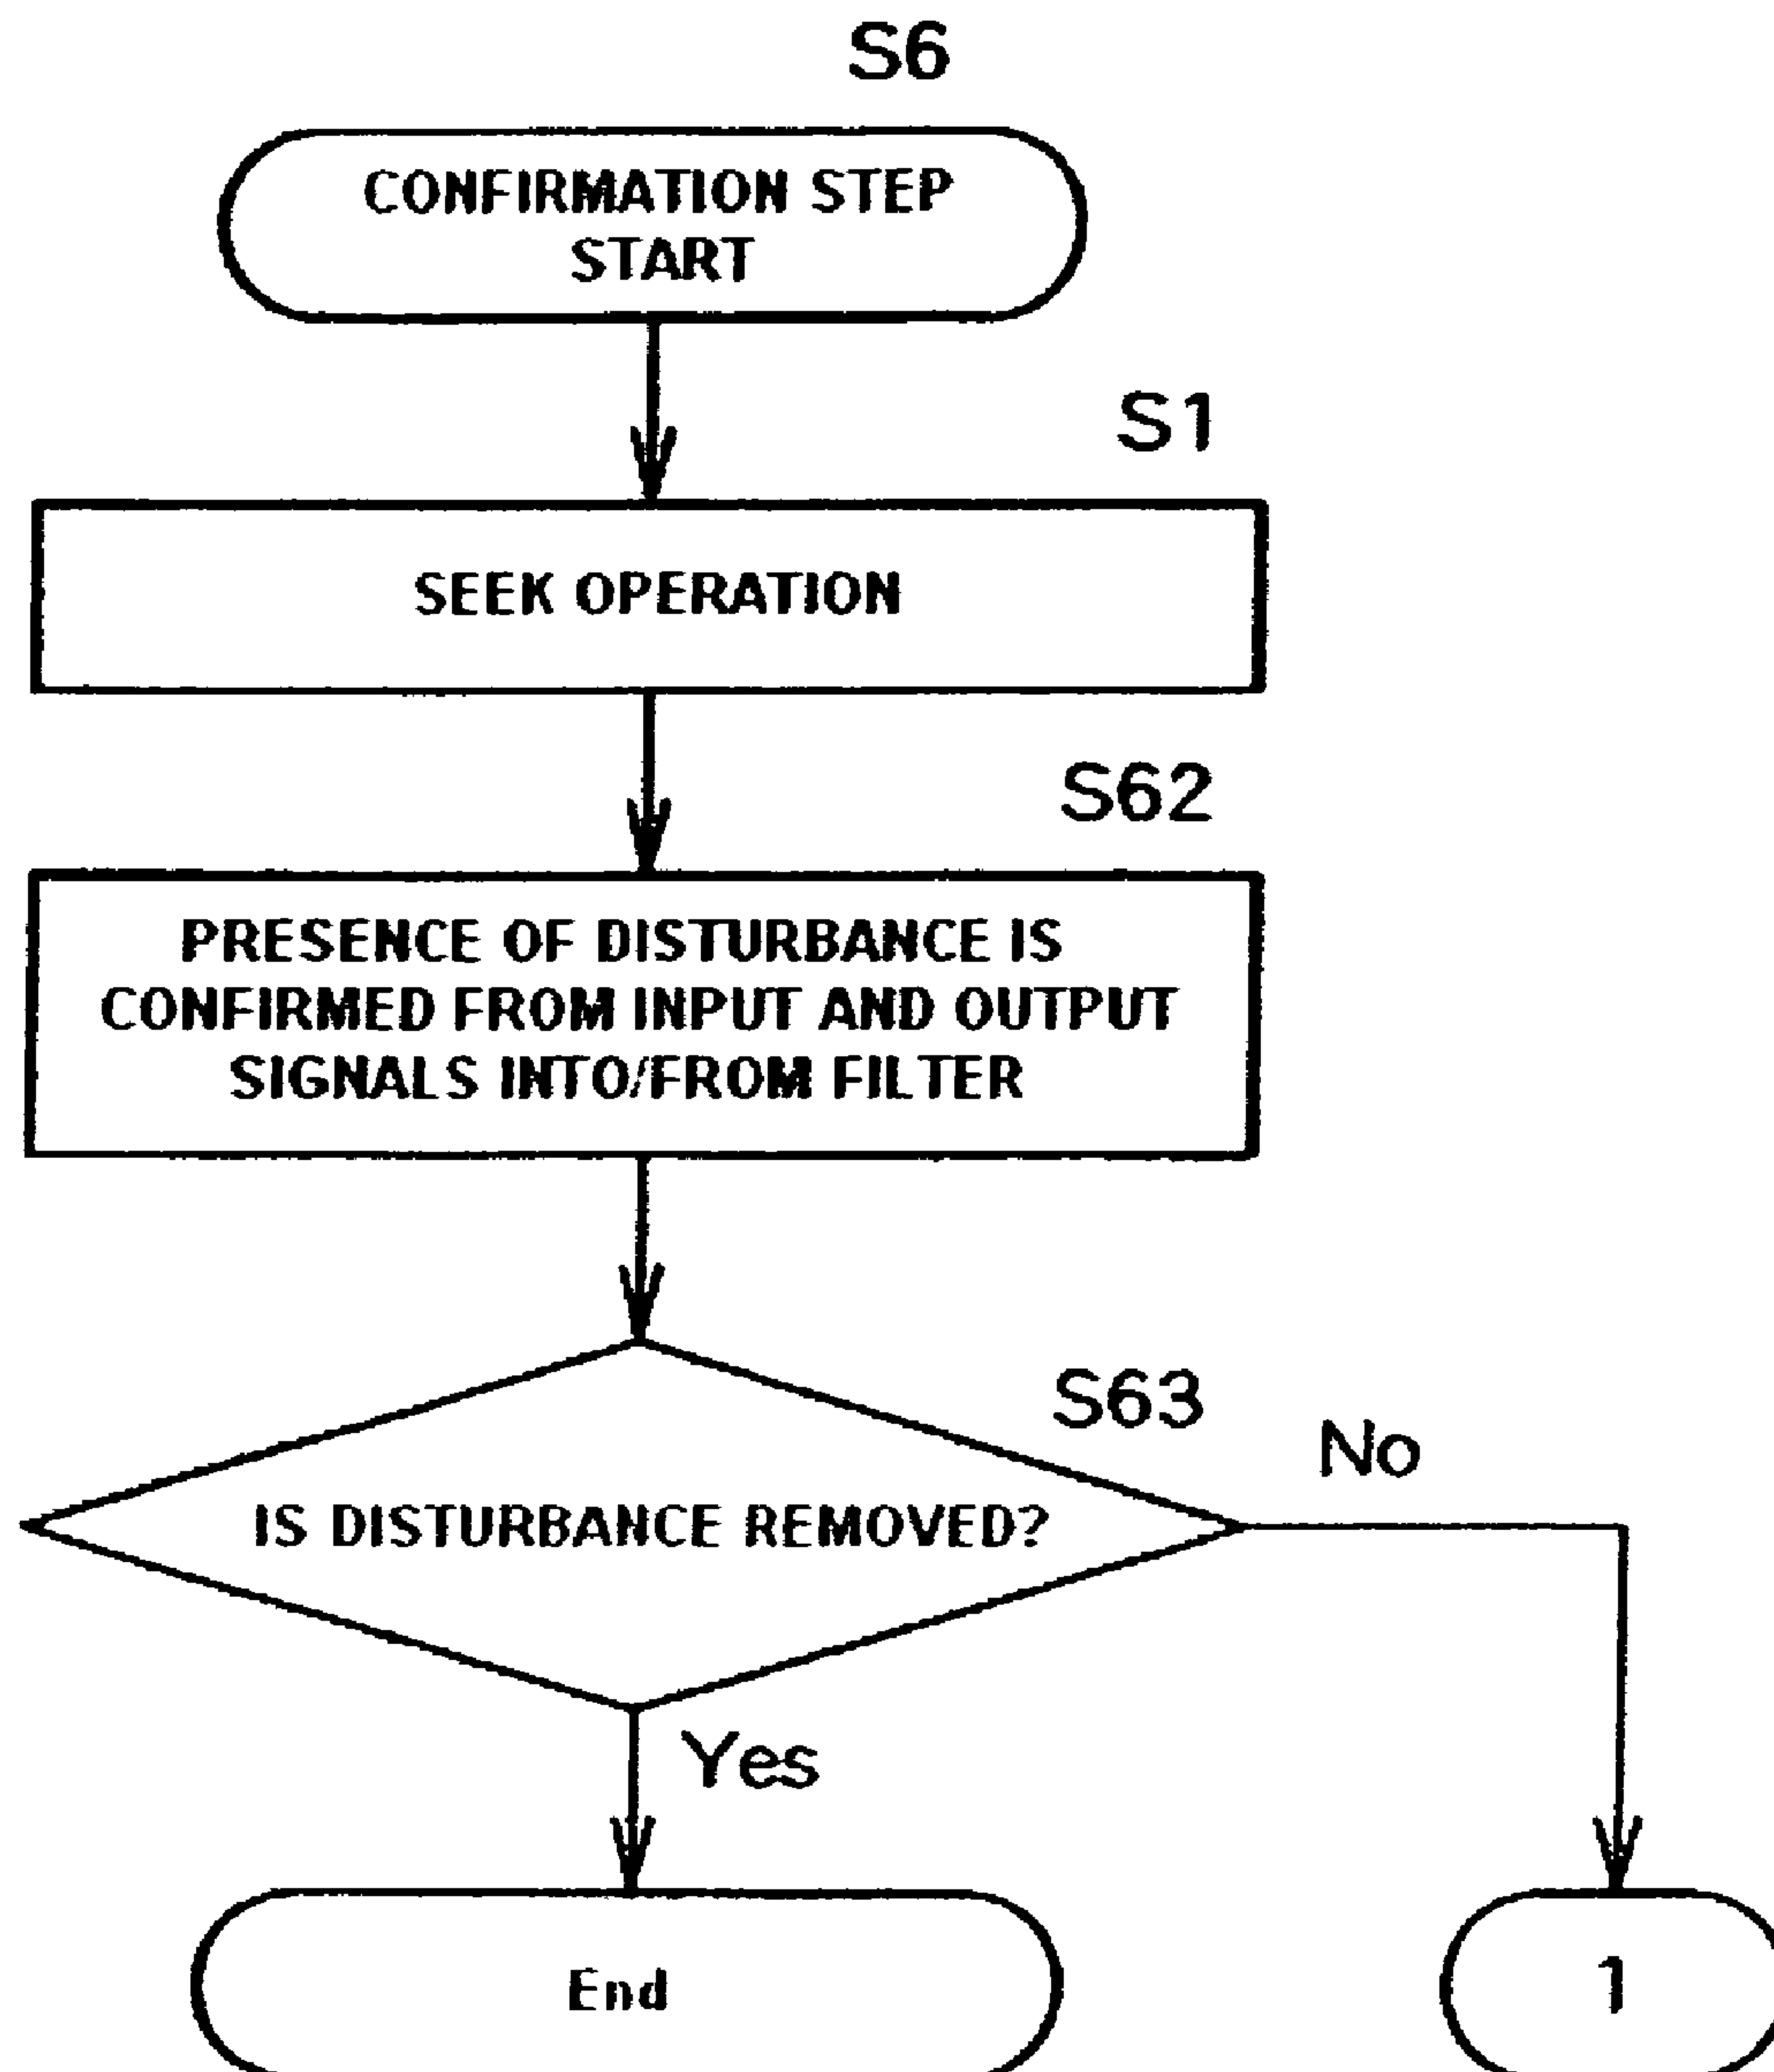 S6
CONFIRMATION STEP
START
S1
SEEK OPERATION
S62
PRESENCE OF DISTURBANCE IS
CONFIRMED FROM INPUT AND OUTPUT
SIGNALS INTO/FROM FILTER
S63
No
IS DISTURBANCE REMOVED?
Yes
End
1